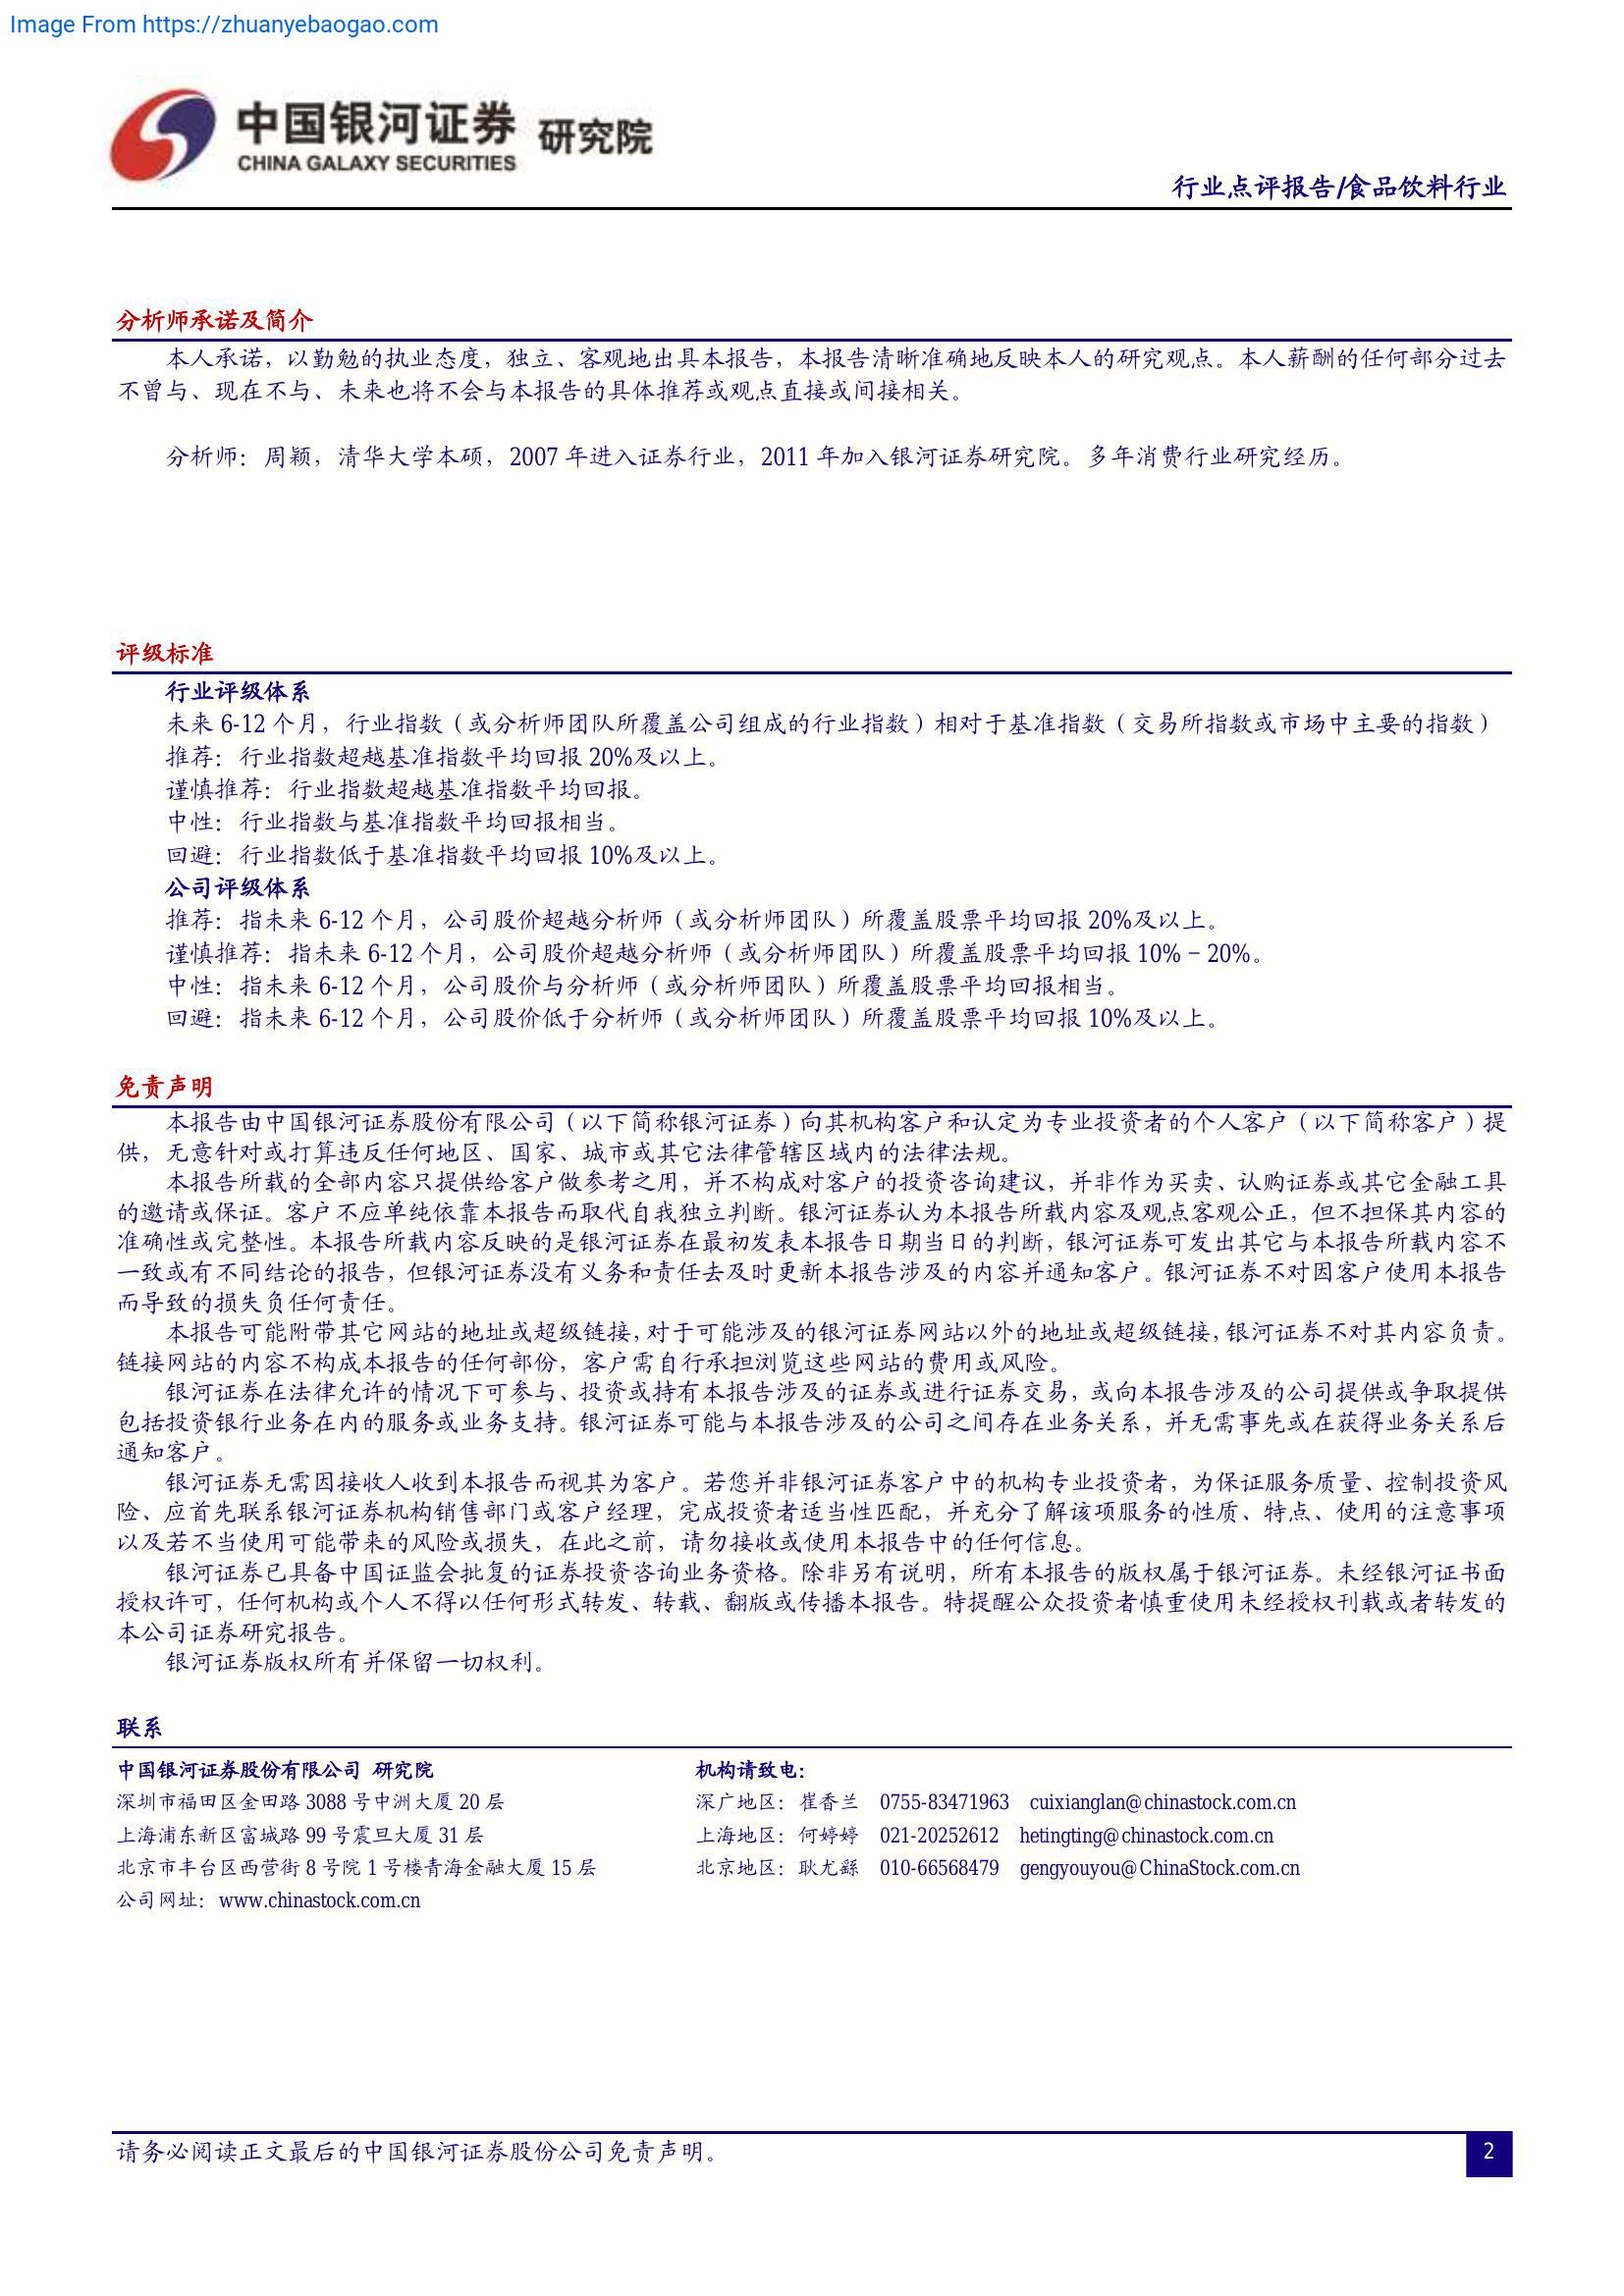 Image From https://zhuanyebaogao.com
中国银河证券 研究院
CHINA GALAXY SECURITIES
行业点评报告/食品饮料行业
分析师承诺及简介
本人承诺，以勤勉的执业态度，独立、客观地出具本报告，本报告清晰准确地反映本人的研究观点。本人薪酬的任何部分过去
不曾与、现在不与、未来也将不会与本报告的具体推荐或观点直接或间接相关。
分析师：周颖，清华大学本硕，2007 年进入证券行业，2011 年加入银河证券研究院。多年消费行业研究经历。
评级标准
行业评级体系
未来 6-12 个月，行业指数（或分析师团队所覆盖公司组成的行业指数）相对于基准指数（交易所指数或市场中主要的指数）
推荐：行业指数超越基准指数平均回报 20%及以上。
谨慎推荐：行业指数超越基准指数平均回报。
中性：行业指数与基准指数平均回报相当。
回避：行业指数低于基准指数平均回报 10%及以上。
公司评级体系
推荐：指未来 6-12 个月，公司股价超越分析师（或分析师团队）所覆盖股票平均回报 20%及以上。
谨慎推荐：指未来 6-12 个月，公司股价超越分析师（或分析师团队）所覆盖股票平均回报 10%－20%。
中性：指未来 6-12 个月，公司股价与分析师（或分析师团队）所覆盖股票平均回报相当。
回避：指未来 6-12 个月，公司股价低于分析师（或分析师团队）所覆盖股票平均回报 10%及以上。
免责声明
本报告由中国银河证券股份有限公司（以下简称银河证券）向其机构客户和认定为专业投资者的个人客户（以下简称客户）提
供，无意针对或打算违反任何地区、国家、城市或其它法律管辖区域内的法律法规。
本报告所载的全部内容只提供给客户做参考之用，并不构成对客户的投资咨询建议，并非作为买卖、认购证券或其它金融工具
的邀请或保证。客户不应单纯依靠本报告而取代自我独立判断。银河证券认为本报告所载内容及观点客观公正，但不担保其内容的
准确性或完整性。本报告所载内容反映的是银河证券在最初发表本报告日期当日的判断，银河证券可发出其它与本报告所载内容不
一致或有不同结论的报告，但银河证券没有义务和责任去及时更新本报告涉及的内容并通知客户。银河证券不对因客户使用本报告
而导致的损失负任何责任。
本报告可能附带其它网站的地址或超级链接，对于可能涉及的银河证券网站以外的地址或超级链接，银河证券不对其内容负责。
链接网站的内容不构成本报告的任何部份，客户需自行承担浏览这些网站的费用或风险。
银河证券在法律允许的情况下可参与、投资或持有本报告涉及的证券或进行证券交易，或向本报告涉及的公司提供或争取提供
包括投资银行业务在内的服务或业务支持。银河证券可能与本报告涉及的公司之间存在业务关系，并无需事先或在获得业务关系后
通知客户。
银河证券无需因接收人收到本报告而视其为客户。若您并非银河证券客户中的机构专业投资者，为保证服务质量、控制投资风
险、应首先联系银河证券机构销售部门或客户经理，完成投资者适当性匹配，并充分了解该项服务的性质、特点、使用的注意事项
以及若不当使用可能带来的风险或损失，在此之前，请勿接收或使用本报告中的任何信息。
银河证券已具备中国证监会批复的证券投资咨询业务资格。除非另有说明，所有本报告的版权属于银河证券。未经银河证书面
授权许可，任何机构或个人不得以任何形式转发、转载、翻版或传播本报告。特提醒公众投资者慎重使用未经授权刊载或者转发的
本公司证券研究报告。
银河证券版权所有并保留一切权利。
联系
中国银河证券股份有限公司 研究院
深圳市福田区金田路 3088 号中洲大厦 20 层
上海浦东新区富城路 99 号震旦大厦 31 层
北京市丰台区西营街 8 号院 1 号楼青海金融大厦 15 层
公司网址：www.chinastock.com.cn
机构请致电：
深广地区：崔香兰 0755-83471963 cuixianglan@chinastock.com.cn
上海地区：何婷婷 021-20252612 hetingting@chinastock.com.cn
北京地区：耿尤繇 010-66568479 gengyouyou@ChinaStock.com.cn
请务必阅读正文最后的中国银河证券股份公司免责声明。
2